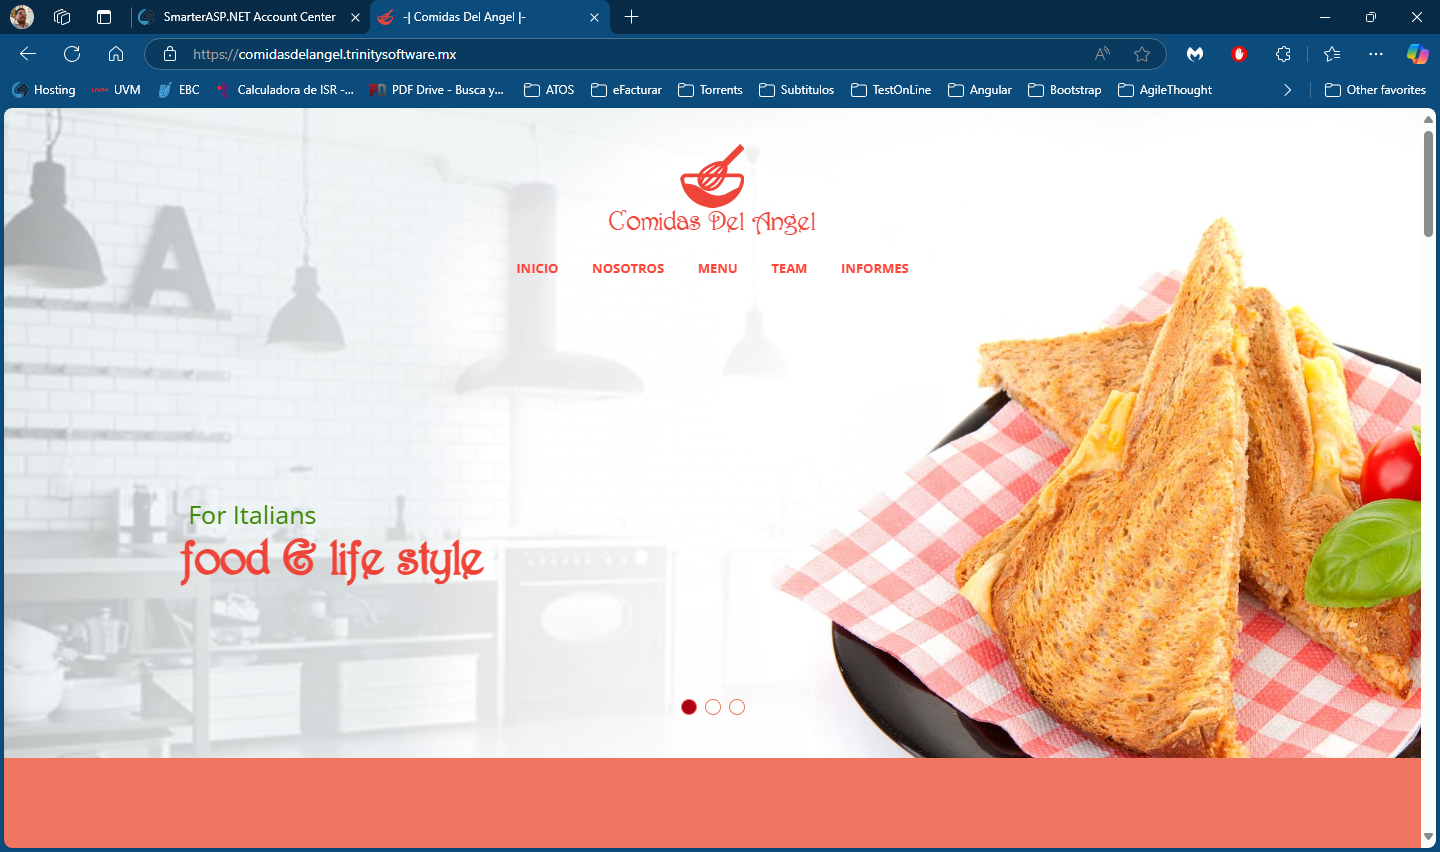 SmarterASP.NET Account Center
-| Comidas Del Angel |-
https://comidasdelangel.trinitysoftware.mx
Hosting
UVM UVM
EBC
Calculadora de ISR -...
PDF Drive - Busca y...
ATOS
eFacturar
Torrents
Subtitulos
TestOnLine
Angular
Bootstrap
AgileThought
Other favorites
A
Comidas Del Angel
INICIO NOSOTROS MENU TEAM INFORMES
For Italians
food & life style